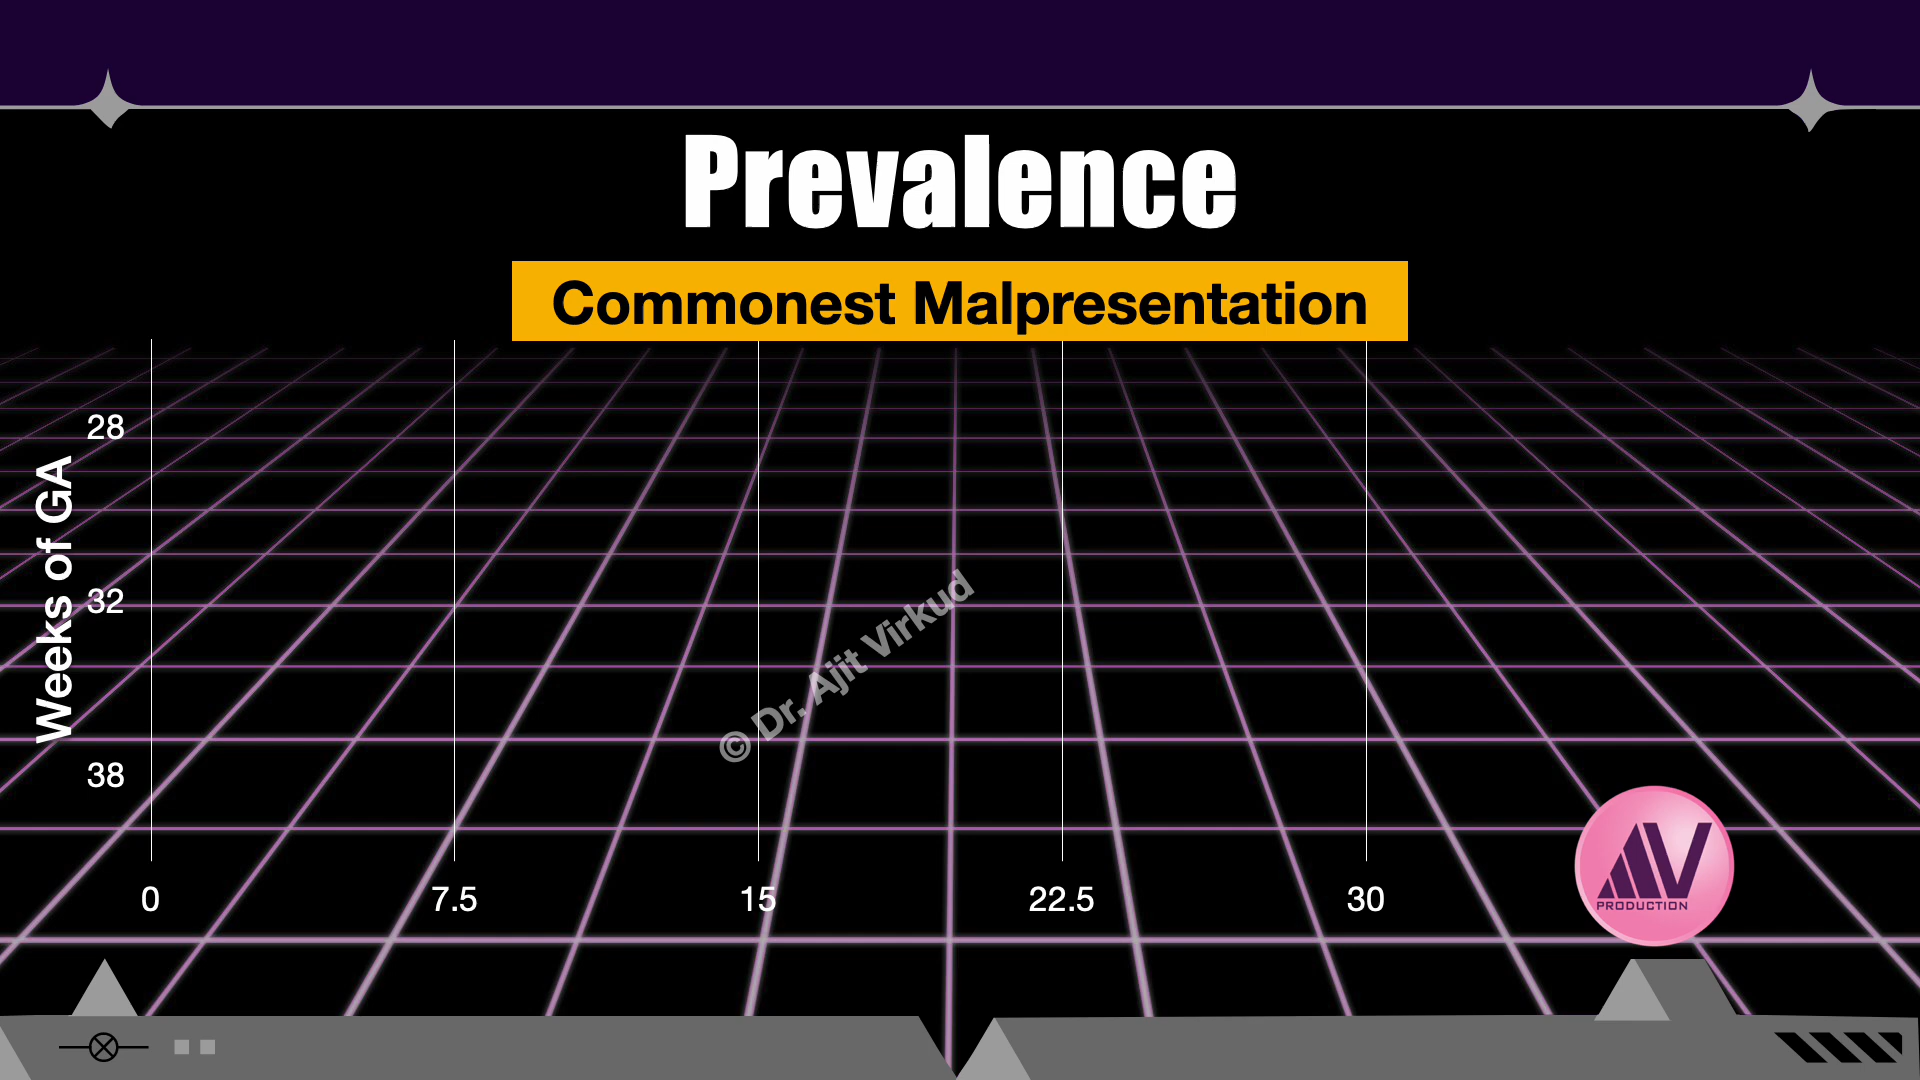 Prevalence
Commonest Malpresentation
Weeks of GA
28
32
38
0
7.5
15
22.5
30
© Dr. Ajit Virkud
AV
PRODUCTION